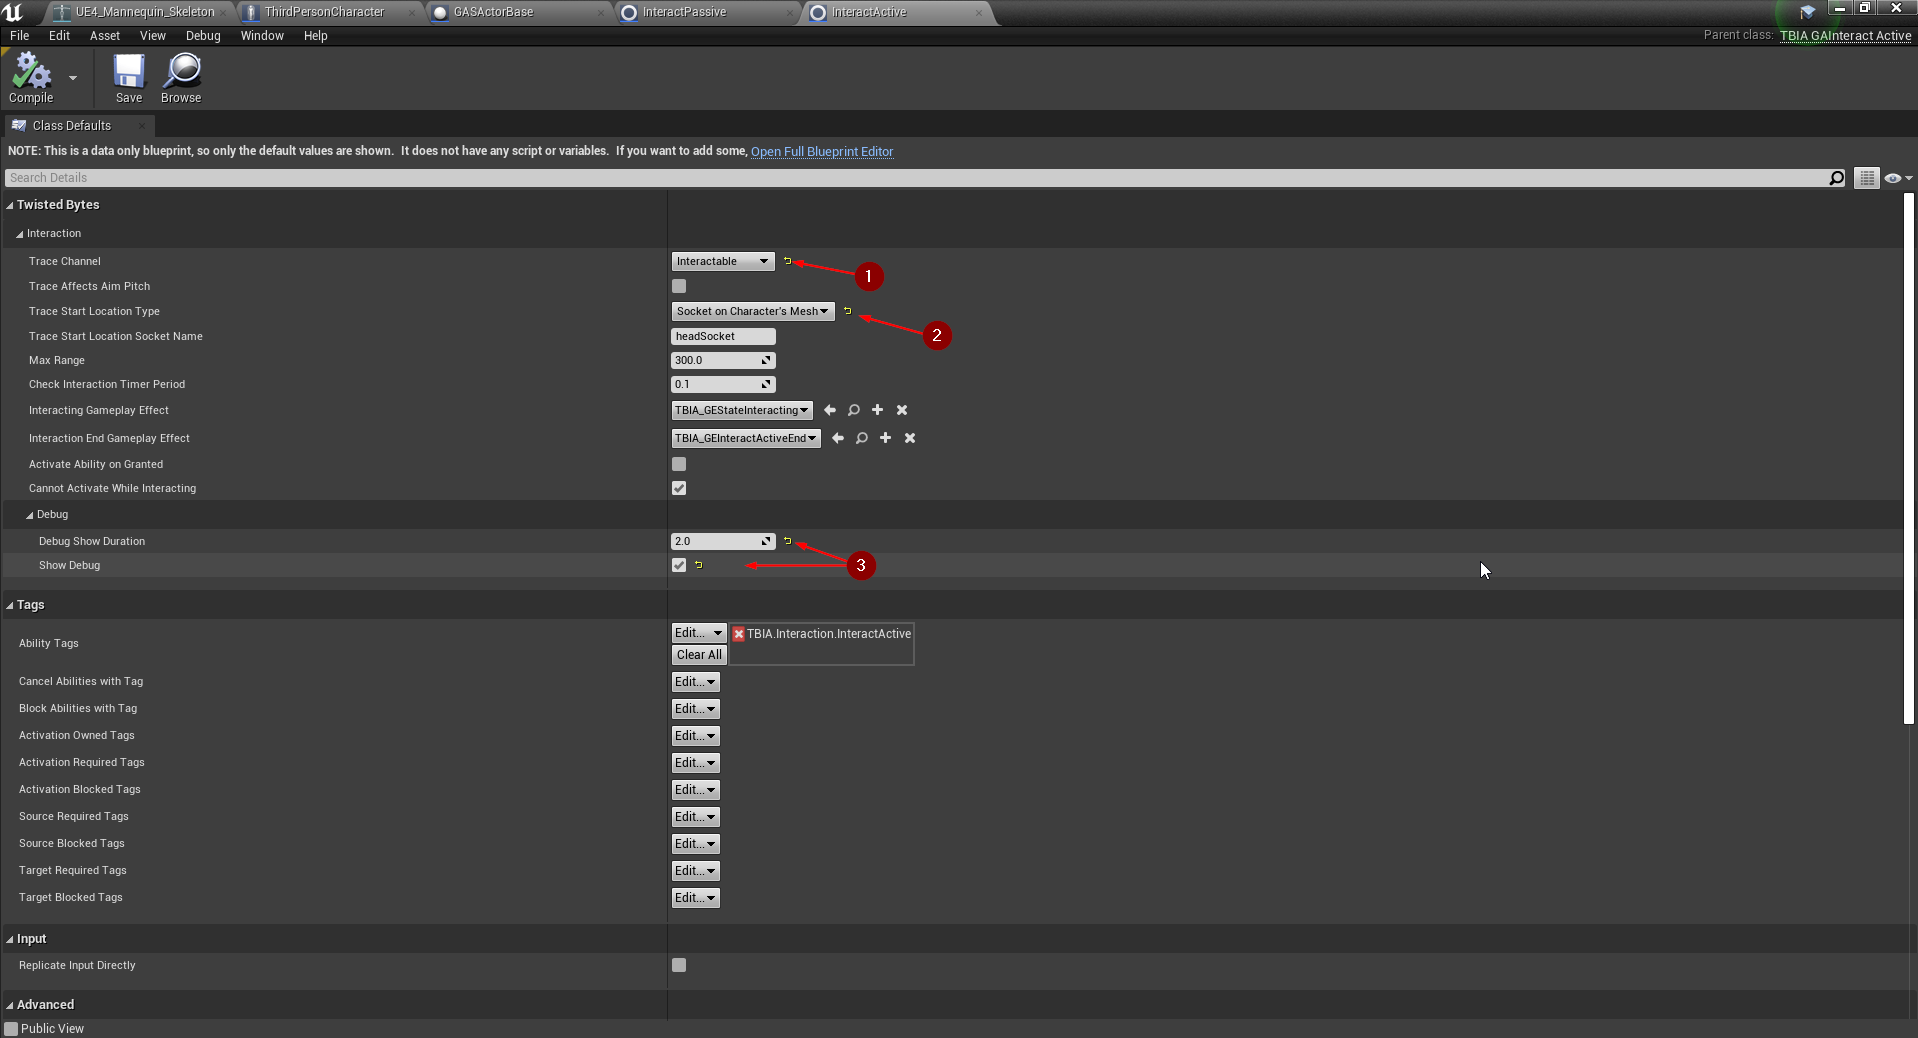 UE4_Mannequin_Skeleton
ThirdPersonCharacter
GASActorBase
InteractPassive
InteractActive
File Edit Asset View Debug Window Help
Parent class: TBIA GAInteract Active
Compile Save Browse
Class Defaults
NOTE: This is a data only blueprint, so only the default values are shown. It does not have any script or variables. If you want to add some, Open Full Blueprint Editor
Search Details
Twisted Bytes
Interaction
Trace Channel Interactable 1
Trace Affects Aim Pitch
Trace Start Location Type Socket on Character's Mesh 2
Trace Start Location Socket Name headSocket
Max Range 300.0
Check Interaction Timer Period 0.1
Interacting Gameplay Effect TBIA_GEStateInteracting
Interaction End Gameplay Effect TBIA_GEInteractActiveEnd
Activate Ability on Granted
Cannot Activate While Interacting
Debug
Debug Show Duration 2.0
Show Debug 3
Tags
Ability Tags Edit... TBIA.Interaction.InteractActive
Clear All
Cancel Abilities with Tag Edit...
Block Abilities with Tag Edit...
Activation Owned Tags Edit...
Activation Required Tags Edit...
Activation Blocked Tags Edit...
Source Required Tags Edit...
Source Blocked Tags Edit...
Target Required Tags Edit...
Target Blocked Tags Edit...
Input
Replicate Input Directly
Advanced
Public View